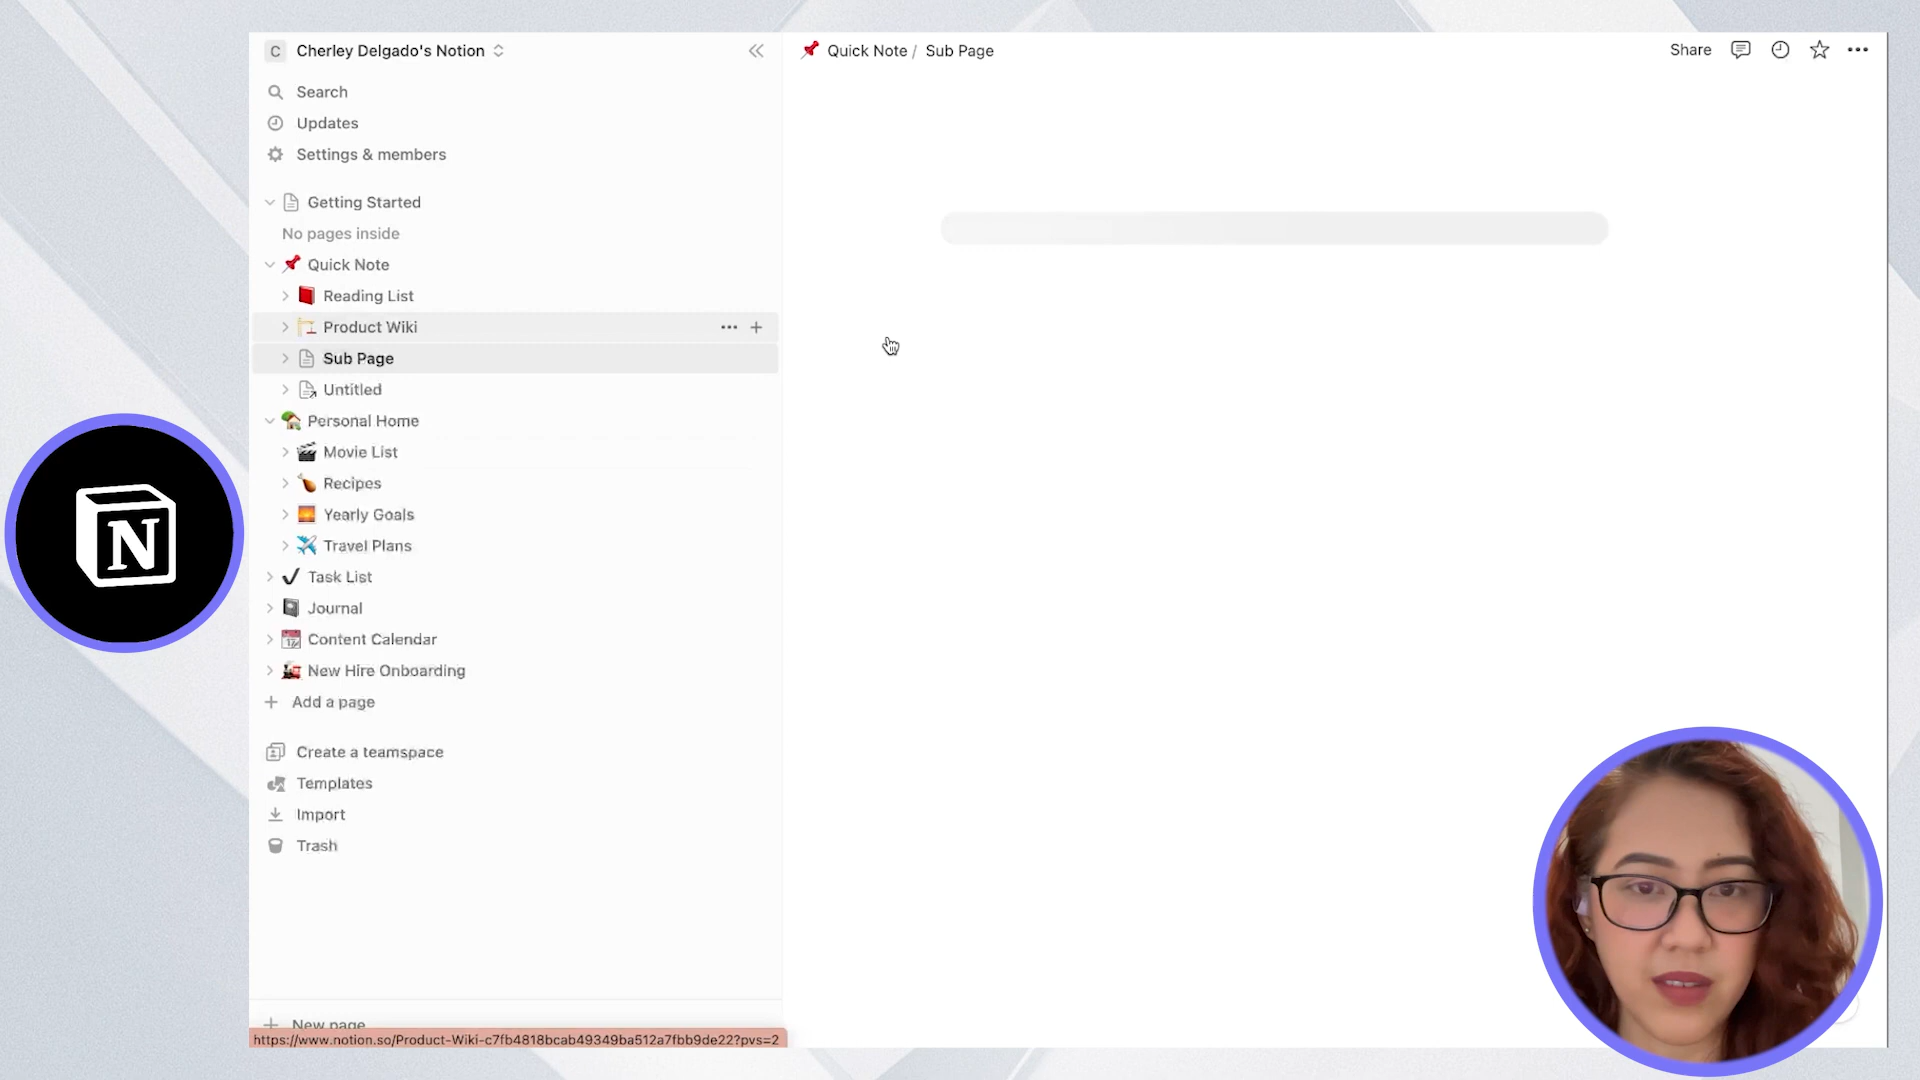 C Cherley Delgado's Notion
Search
Updates
Settings & members
Getting Started
No pages inside
Quick Note
Reading List
Product Wiki
Sub Page
Untitled
Personal Home
Movie List
Recipes
Yearly Goals
Travel Plans
Task List
Journal
17
Content Calendar
New Hire Onboarding
Add a page
Create a teamspace
Templates
Import
Trash
New page
https://www.notion.so/Product-Wiki-c7fb4818bcab49349ba512a7fbb9de22?pvs=2
Quick Note / Sub Page
Share
N